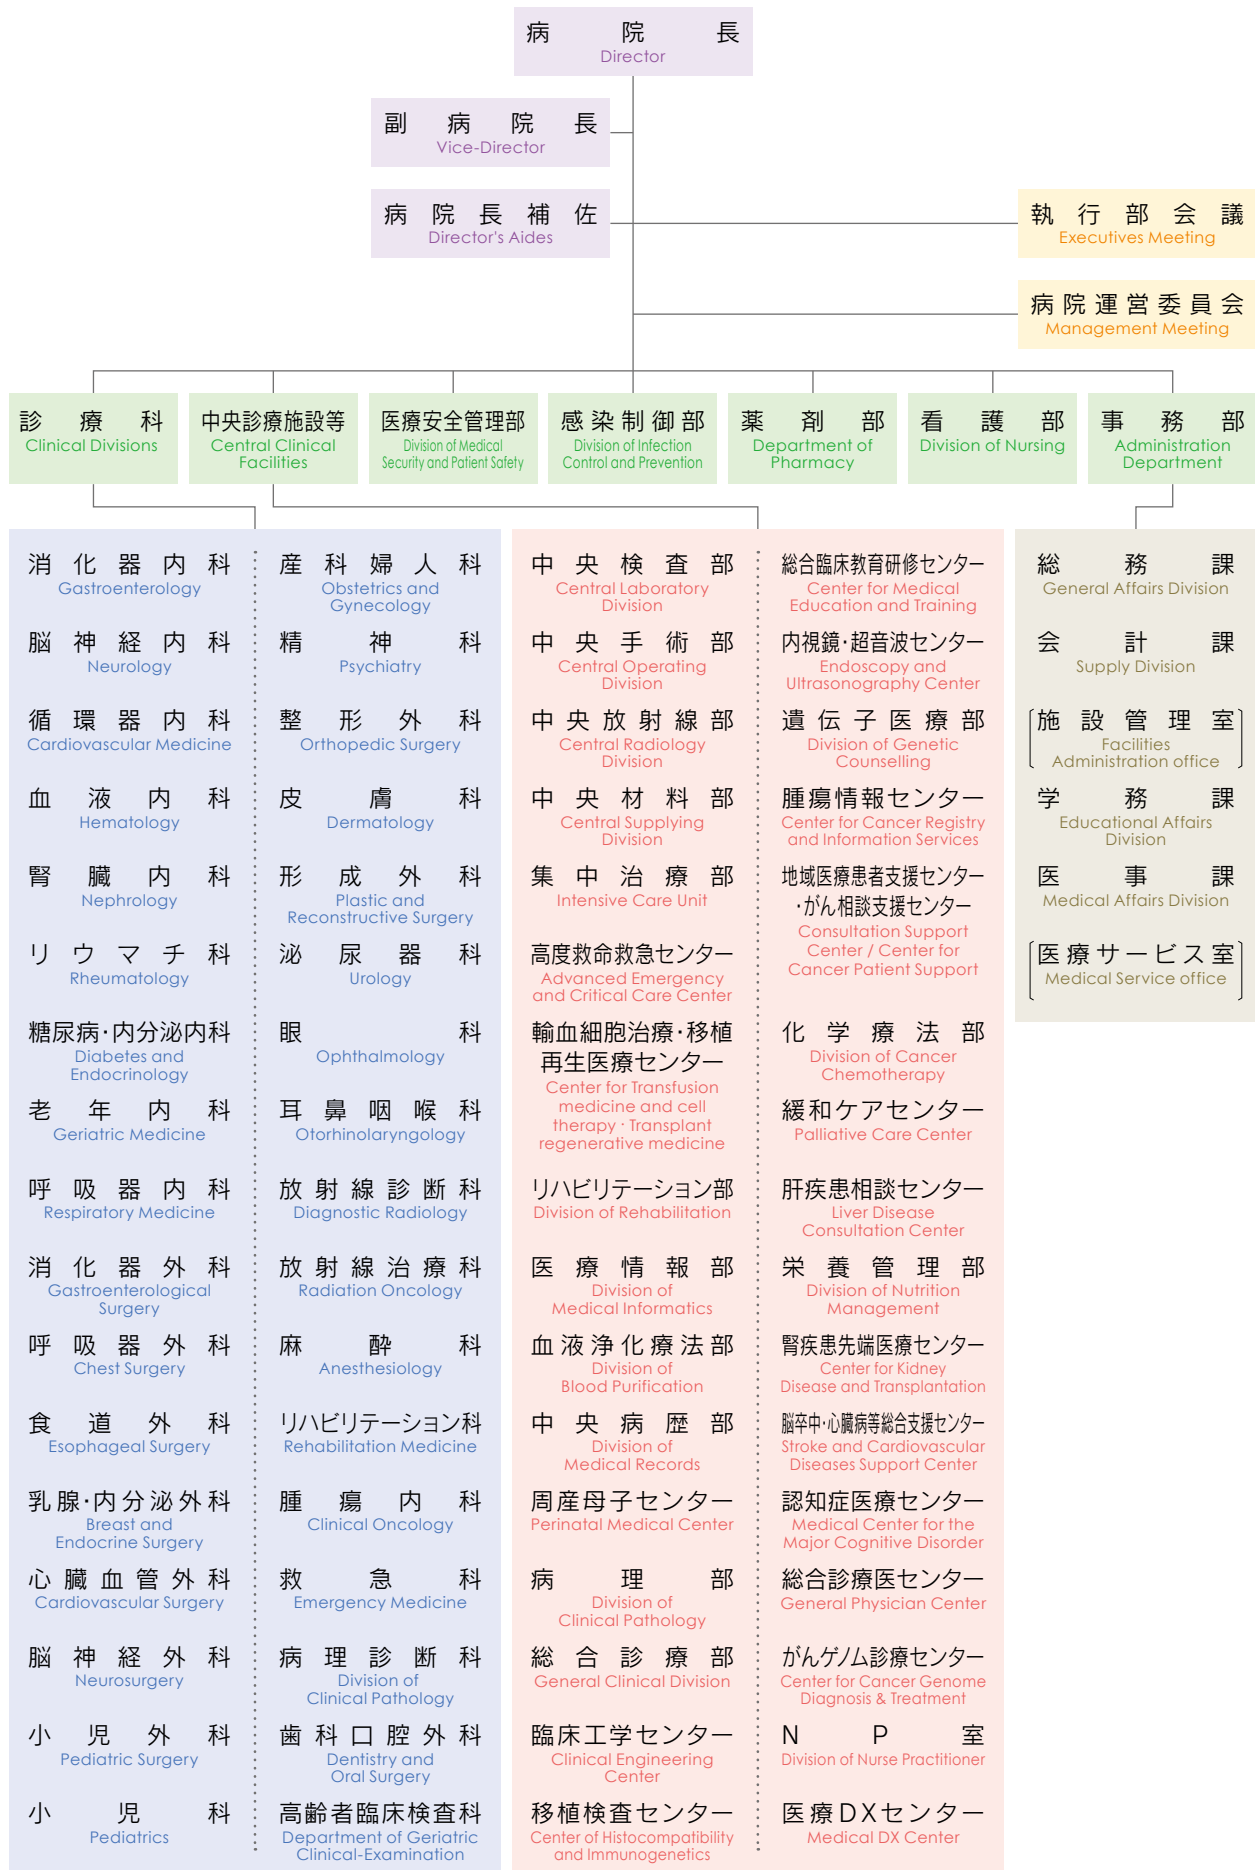 病院長
Director
副病院長
Vice-Director
病院長補佐
Director's Aides
執行部会議
Executives Meeting
病院運営委員会
Management Meeting
診療科
Clinical Divisions
中央診療施設等
Central Clinical
Facilities
医療安全管理部
Division of Medical
Security and Patient Safety
感染制御部
Division of Infection
Control and Prevention
薬剤部
Department of
Pharmacy
看護部
Division of Nursing
事務部
Administration
Department
消化器内科
Gastroenterology
脳神経内科
Neurology
循環器内科
Cardiovascular Medicine
血液内科
Hematology
腎臓内科
Nephrology
リウマチ科
Rheumatology
糖尿病・内分泌内科
Diabetes and
Endocrinology
老年内科
Geriatric Medicine
呼吸器内科
Respiratory Medicine
消化器外科
Gastroenterological
Surgery
呼吸器外科
Chest Surgery
食道外科
Esophageal Surgery
乳腺・内分泌外科
Breast and
Endocrine Surgery
心臓血管外科
Cardiovascular Surgery
脳神経外科
Neurosurgery
小児外科
Pediatric Surgery
小児科
Pediatrics
産科婦人科
Obstetrics and
Gynecology
精神科
Psychiatry
整形外科
Orthopedic Surgery
皮膚科
Dermatology
形成外科
Plastic and
Reconstructive Surgery
泌尿器科
Urology
眼科
Ophthalmology
耳鼻咽喉科
Otorhinolaryngology
放射線診断科
Diagnostic Radiology
放射線治療科
Radiation Oncology
麻酔科
Anesthesiology
リハビリテーション科
Rehabilitation Medicine
腫瘍内科
Clinical Oncology
救急科
Emergency Medicine
病理診断科
Division of
Clinical Pathology
歯科口腔外科
Dentistry and
Oral Surgery
高齢者臨床検査科
Department of Geriatric
Clinical-Examination
中央検査部
Central Laboratory
Division
中央手術部
Central Operating
Division
中央放射線部
Central Radiology
Division
中央材料部
Central Supplying
Division
集中治療部
Intensive Care Unit
高度救命救急センター
Advanced Emergency
and Critical Care Center
輸血細胞治療・移植
再生医療センター
Center for Transfusion
medicine and cell
therapy・Transplant
regenerative medicine
リハビリテーション部
Division of Rehabilitation
医療情報部
Division of
Medical Informatics
血液浄化療法部
Division of
Blood Purification
中央病歴部
Division of
Medical Records
周産母子センター
Perinatal Medical Center
病理部
Division of
Clinical Pathology
総合診療部
General Clinical Division
臨床工学センター
Clinical Engineering
Center
移植検査センター
Center of Histocompatibility
and Immunogenetics
総合臨床教育研修センター
Center for Medical
Education and Training
内視鏡・超音波センター
Endoscopy and
Ultrasonography Center
遺伝子医療部
Division of Genetic
Counselling
腫瘍情報センター
Center for Cancer Registry
and Information Services
地域医療患者支援センター
・がん相談支援センター
Consultation Support
Center / Center for
Cancer Patient Support
化学療法部
Division of Cancer
Chemotherapy
緩和ケアセンター
Palliative Care Center
肝疾患相談センター
Liver Disease
Consultation Center
栄養管理部
Division of Nutrition
Management
腎疾患先端医療センター
Center for Kidney
Disease and Transplantation
脳卒中・心臓病等総合支援センター
Stroke and Cardiovascular
Diseases Support Center
認知症医療センター
Medical Center for the
Major Cognitive Disorder
総合診療医センター
General Physician Center
がんゲノム診療センター
Center for Cancer Genome
Diagnosis & Treatment
NP室
Division of Nurse Practitioner
医療DXセンター
Medical DX Center
総務課
General Affairs Division
会計課
Supply Division
施設管理室
Facilities
Administration office
学務課
Educational Affairs
Division
医事課
Medical Affairs Division
医療サービス室
Medical Service office